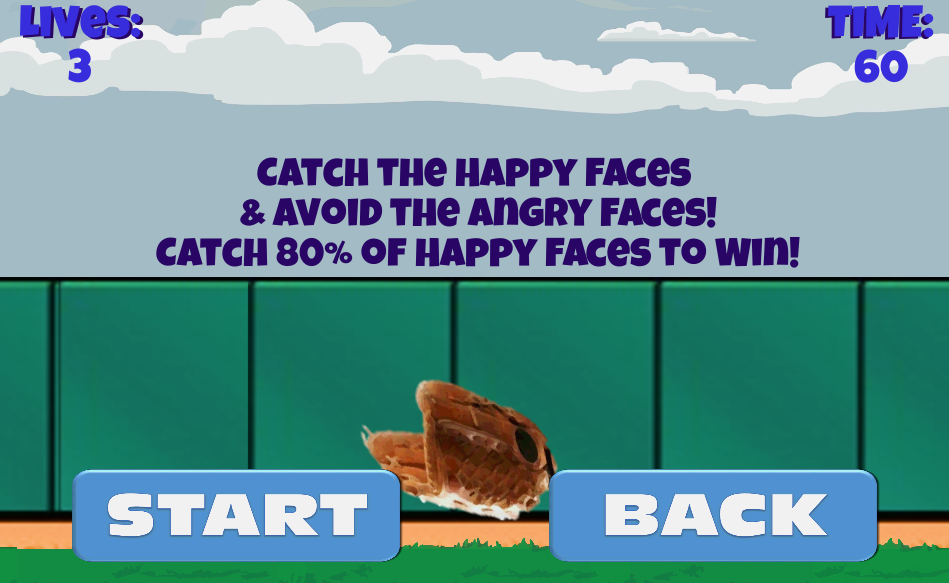 LIVES:
3
TIME:
60
CATCH THE HAPPY FACES
& AVOID THE ANGRY FACES!
CATCH 80% OF HAPPY FACES TO WIN!
START
BACK